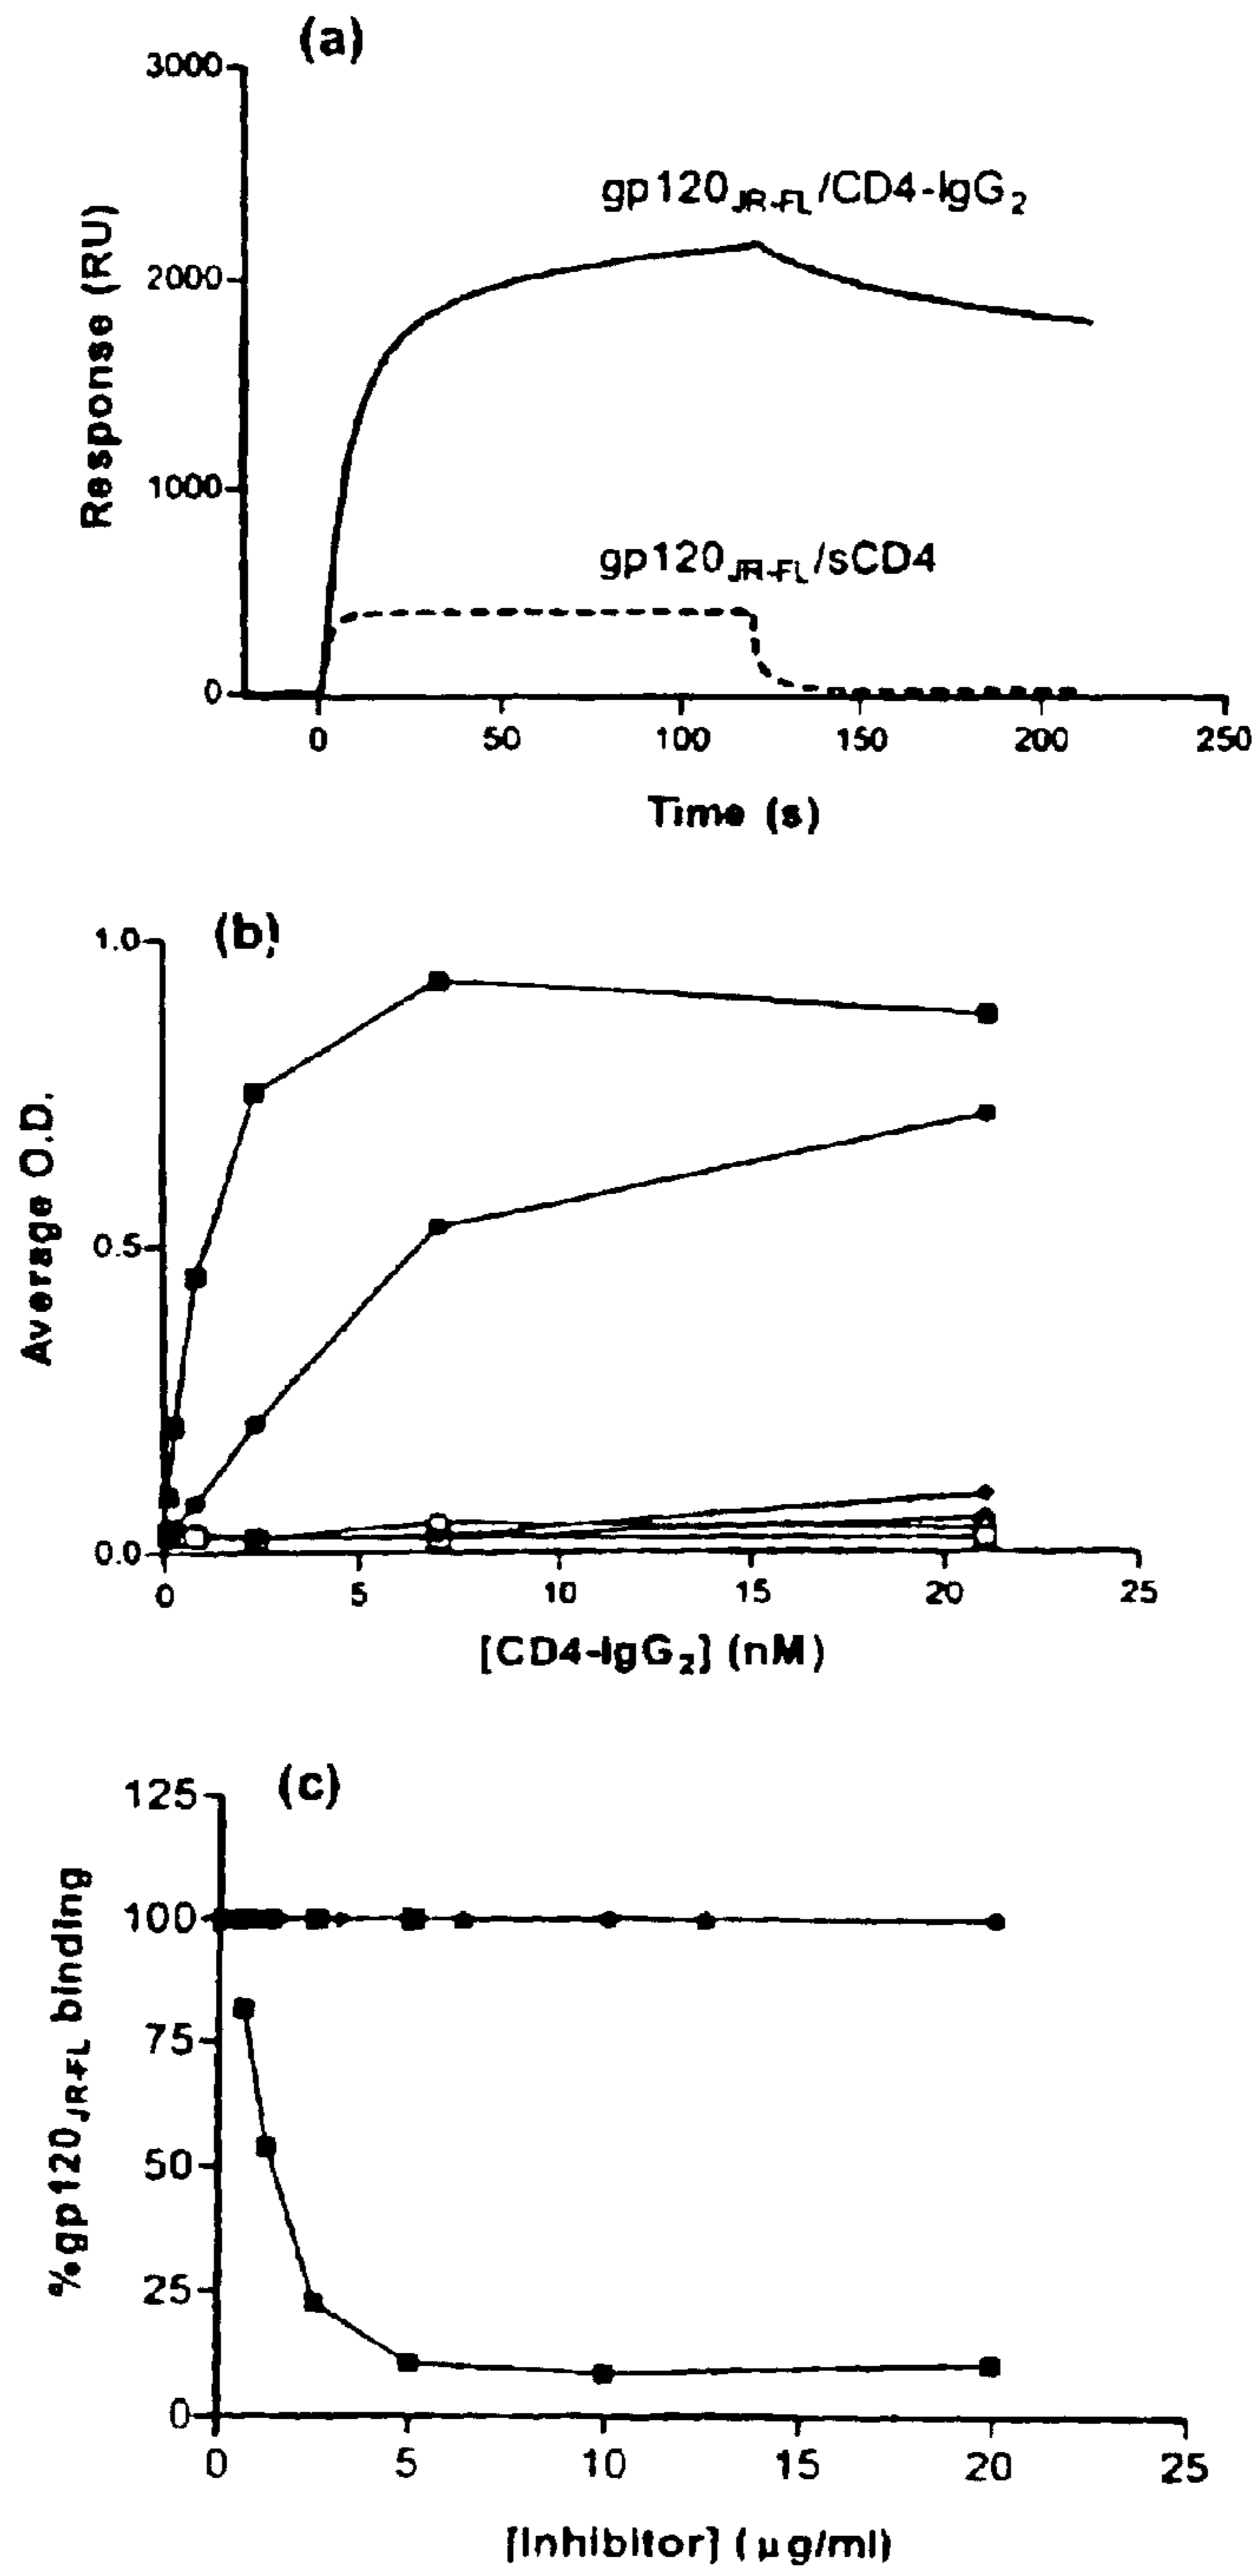 (a)
3000
2000
1000
0
Response (RU)
gp120JR-FL/CD4-IgG2
gp120JR-FL/sCD4
0 50 100 150 200 250
Time (s)
(b)
1.0
0.5
0.0
Average O.D.
0 5 10 15 20 25
[CD4-IgG2] (nM)
(c)
125
100
75
50
25
0
%gp120JR-FL binding
0 5 10 15 20 25
[Inhibitor] (μg/ml)